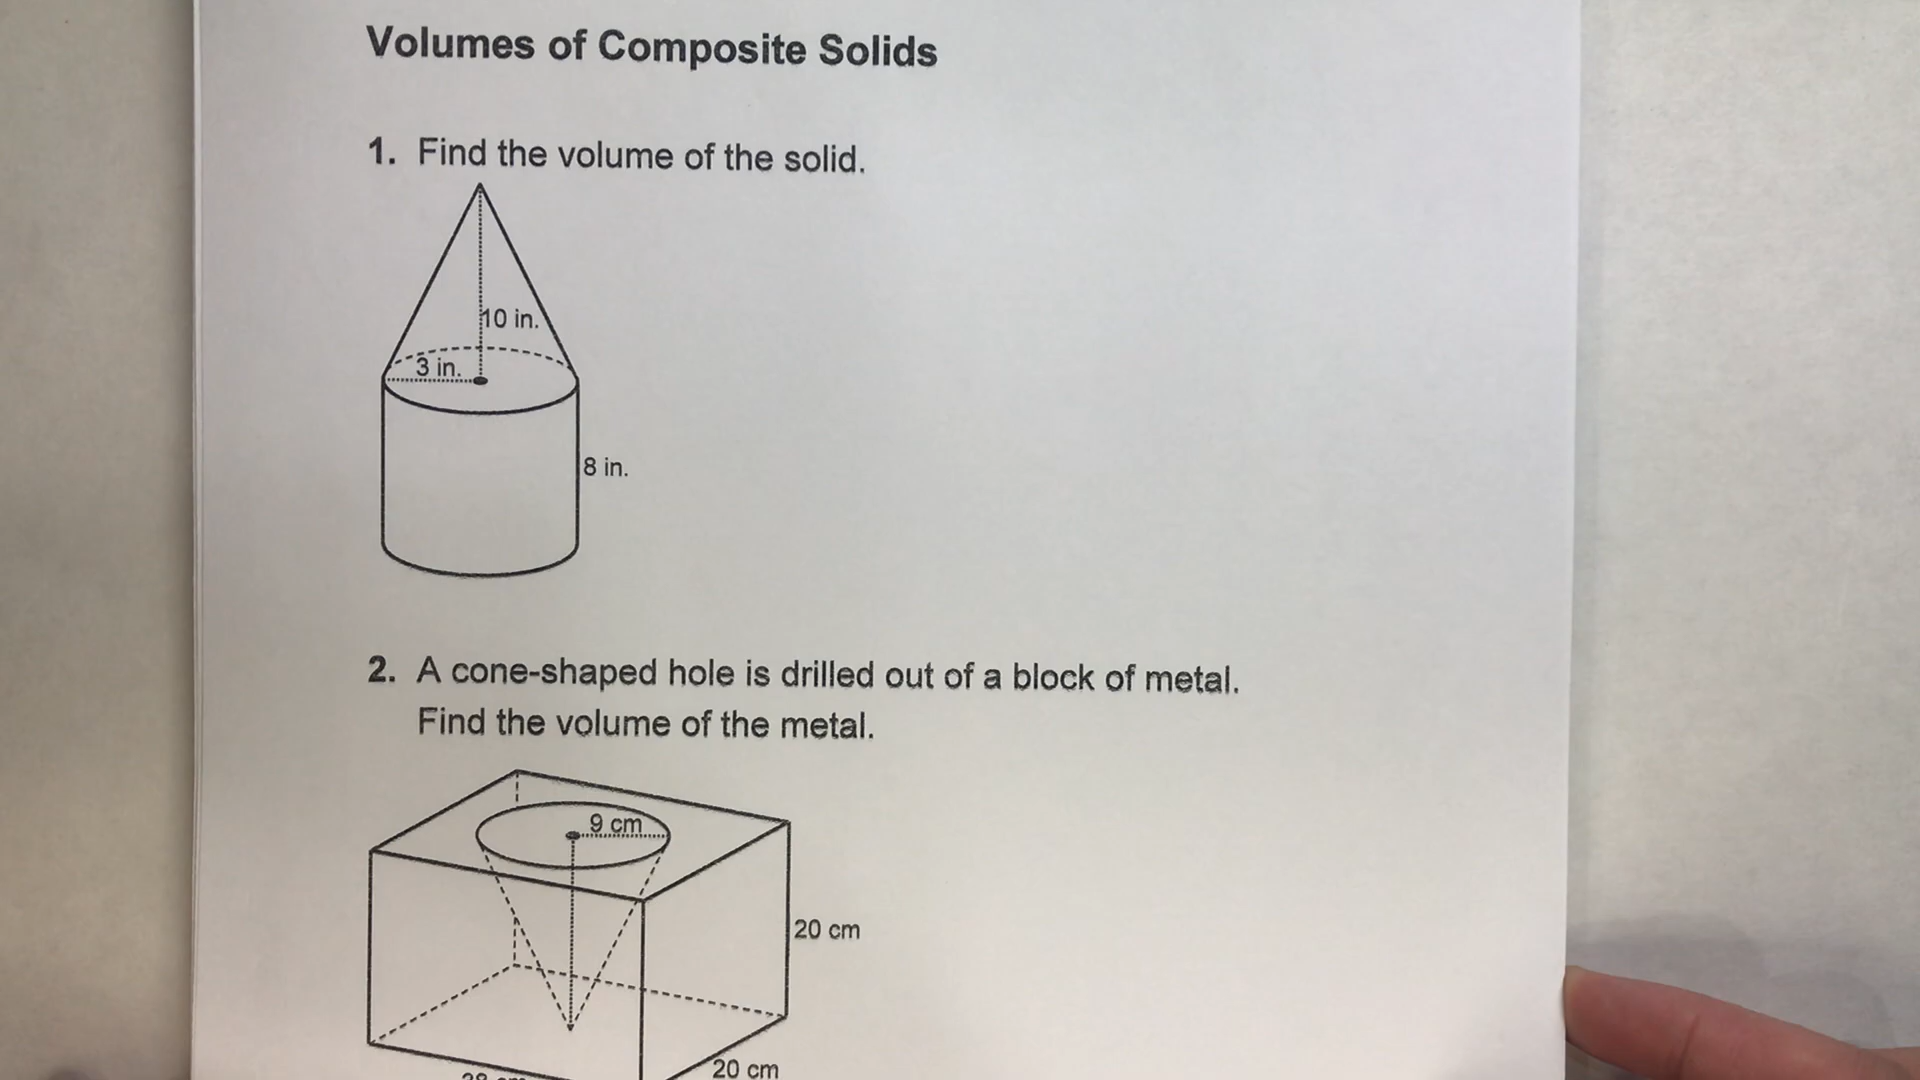 Volumes of Composite Solids
1. Find the volume of the solid.
10 in.
3 in.
8 in.
2. A cone-shaped hole is drilled out of a block of metal.
Find the volume of the metal.
9 cm
20 cm
20 cm